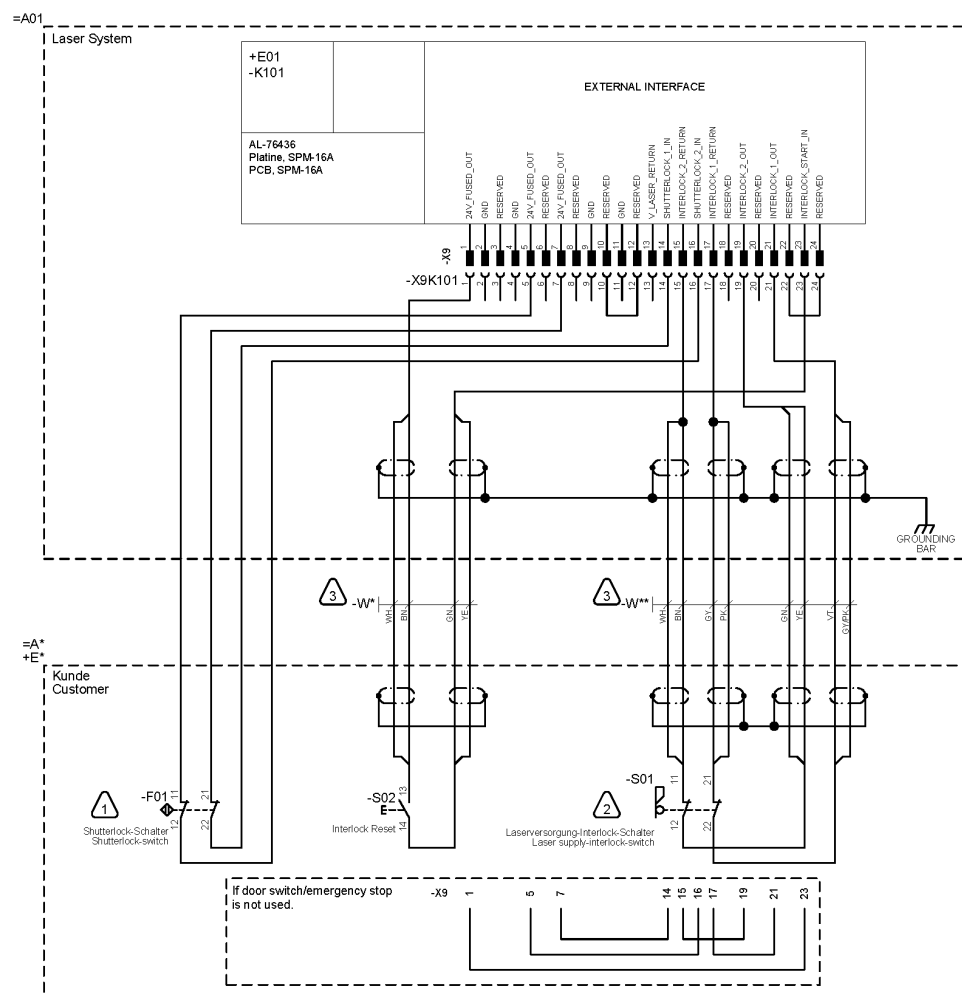 =A01
Laser System
+E01
-K101
EXTERNAL INTERFACE
AL-76436
Platine, SPM-16A
PCB, SPM-16A
24V_FUSED_OUT
GND
RESERVED
GND
24V_FUSED_OUT
RESERVED
24V_FUSED_OUT
RESERVED
GND
RESERVED
GND
RESERVED
V_LASER_RETURN
SHUTTERLOCK_1_IN
INTERLOCK_2_RETURN
SHUTTERLOCK_2_IN
INTERLOCK_1_RETURN
RESERVED
INTERLOCK_2_OUT
RESERVED
INTERLOCK_1_OUT
RESERVED
INTERLOCK_START_IN
RESERVED
-X9
1 2 3 4 5 6 7 8 9 10 11 12 13 14 15 16 17 18 19 20 21 22 23 24
-X9K101
1 2 3 4 5 6 7 8 9 10 11 12 13 14 15 16 17 18 19 20 21 22 23 24
GROUNDING
BAR
3
-W*
WH BN GN YE
3
-W**
WH BN GY PK GN YE VT GY/PK
=A*
+E*
Kunde
Customer
1
-F01
11 21
12 22
Shutterlock-Schalter
Shutterlock-switch
-S02
13
14
Interlock Reset
2
-S01
11 21
12 22
Laserversorgung-Interlock-Schalter
Laser supply-interlock-switch
If door switch/emergency stop
is not used.
-X9 1 5 7 14 15 16 17 19 21 23